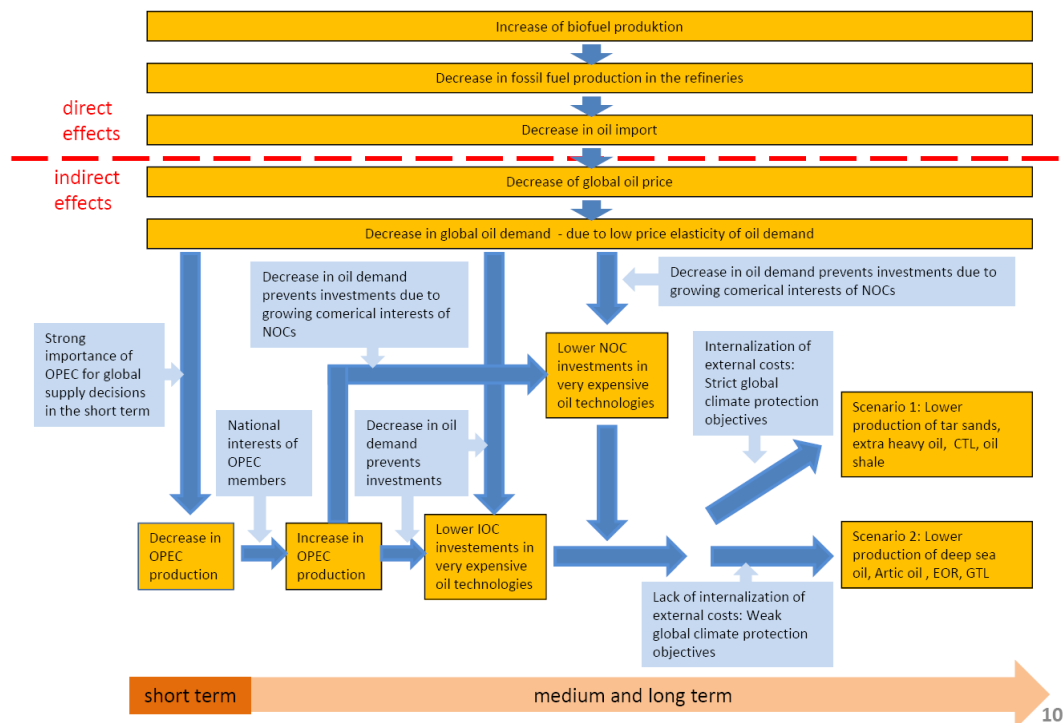 Increase of biofuel produktion
Decrease in fossil fuel production in the refineries
direct
effects
Decrease in oil import
indirect
effects
Decrease of global oil price
Decrease in global oil demand - due to low price elasticity of oil demand
Decrease in oil demand
prevents investments due to
growing comerical interests of
NOCs
Decrease in oil demand prevents investments due to
growing comerical interests of NOCs
Strong
importance of
OPEC for global
supply decisions
in the short term
Lower NOC
investments in
very expensive
oil technologies
Internalization of
external costs:
Strict global
climate protection
objectives
National
interests of
OPEC
members
Decrease in oil
demand
prevents
investments
Scenario 1: Lower
production of tar sands,
extra heavy oil, CTL, oil
shale
Decrease in
OPEC
production
Increase in
OPEC
production
Lower IOC
investements in
very expensive
oil technologies
Scenario 2: Lower
production of deep sea
oil, Artic oil , EOR, GTL
Lack of internalization of
external costs: Weak
global climate protection
objectives
short term
medium and long term
10